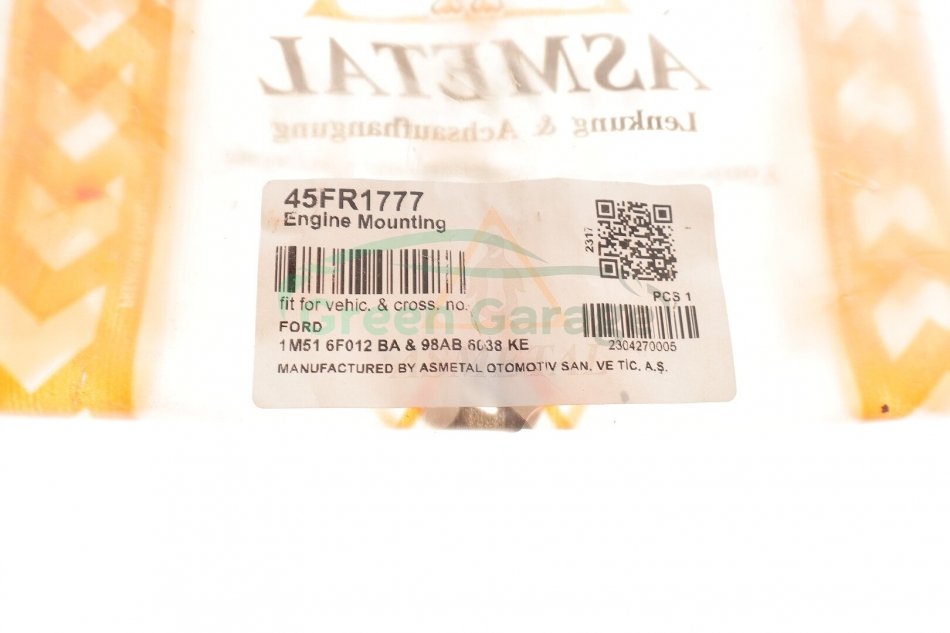 ASMETAL
Lenkung & Achsaufhangung
45FR1777
Engine Mounting
2317
fit for vehic. & cross. no.
PCS 1
Green Gara
FORD
1M51 6F012 BA & 98AB 6038 KE
2304270005
MANUFACTURED BY ASMETAL OTOMOTIV SAN. VE TİC. A.Ş.